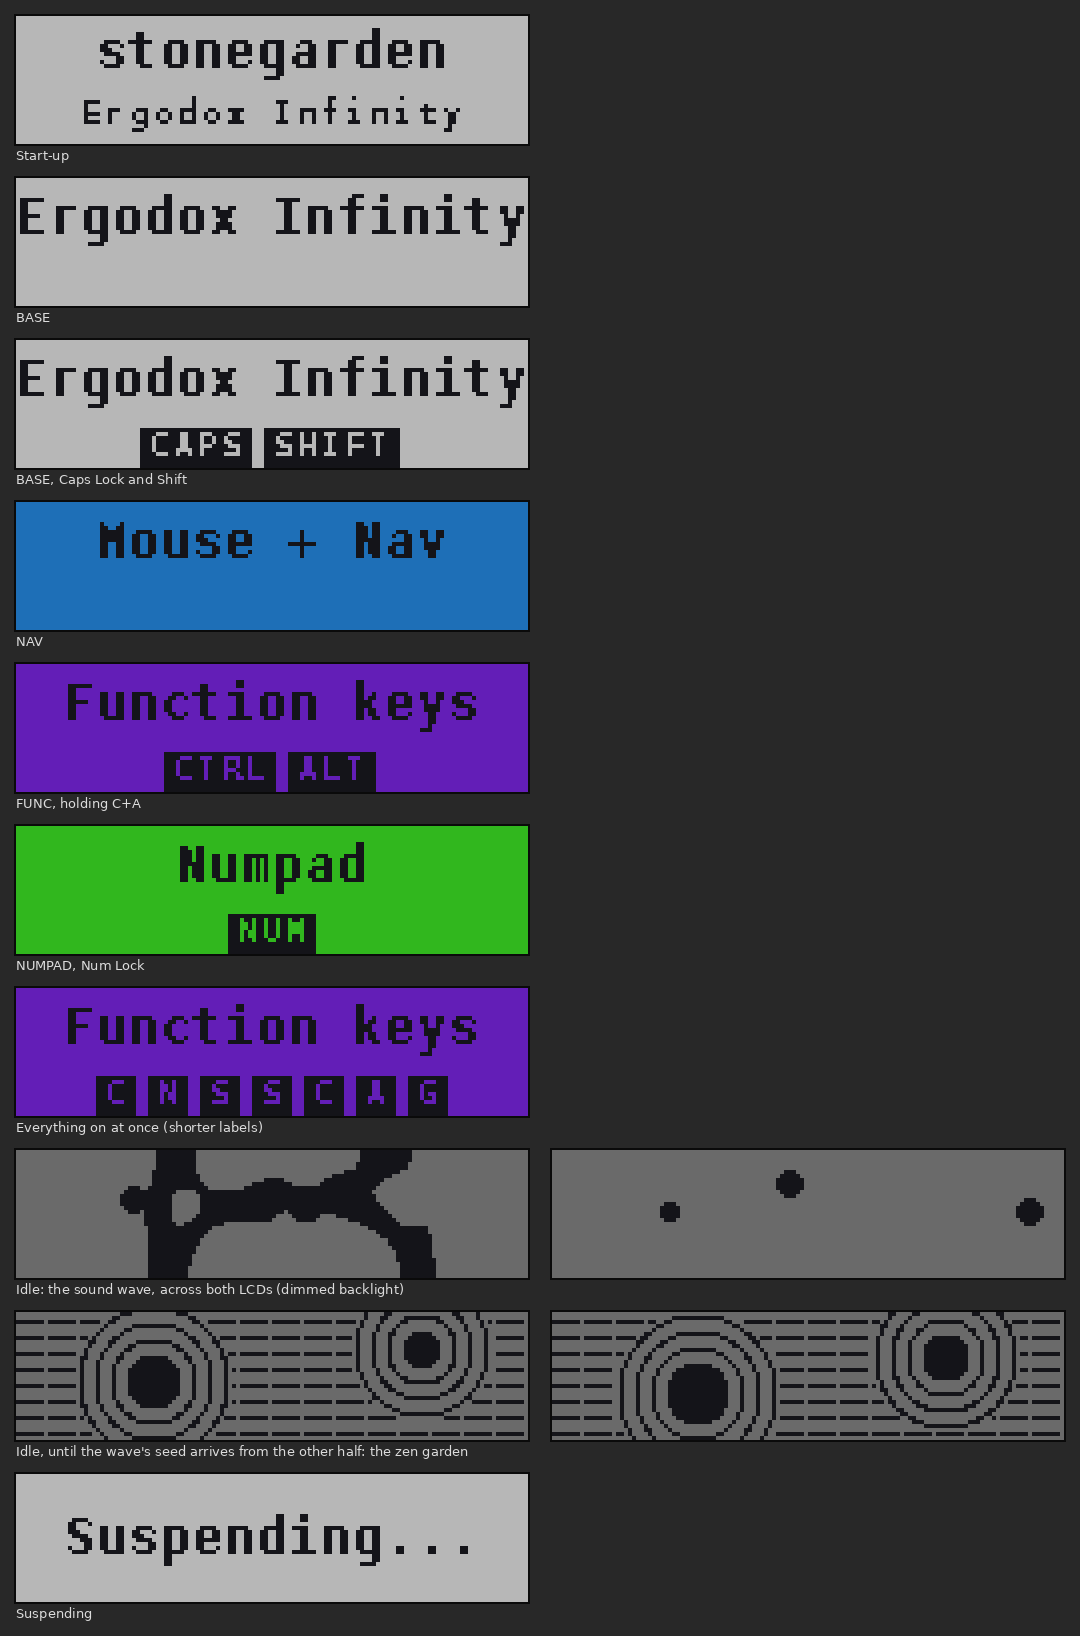 stonegarden
Ergodox Infinity
Start-up
Ergodox Infinity
BASE
Ergodox Infinity
CAPS SHIFT
BASE, Caps Lock and Shift
Mouse + Nav
NAV
Function keys
CTRL ALT
FUNC, holding C+A
Numpad
NUM
NUMPAD, Num Lock
Function keys
C N S S C A G
Everything on at once (shorter labels)
Idle: the sound wave, across both LCDs (dimmed backlight)
Idle, until the wave's seed arrives from the other half: the zen garden
Suspending...
Suspending